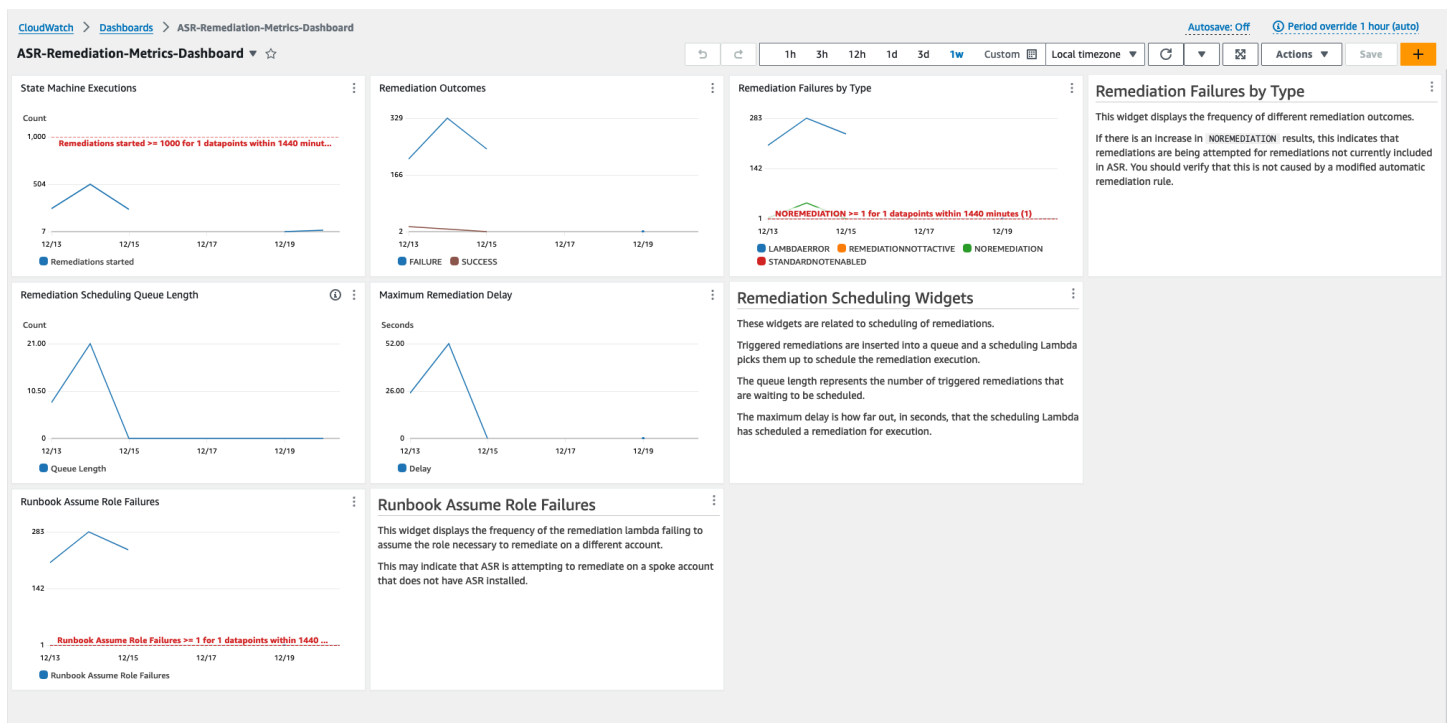 CloudWatch > Dashboards > ASR-Remediation-Metrics-Dashboard
Autosave: Off Period override 1 hour (auto)
ASR-Remediation-Metrics-Dashboard
1h 3h 12h 1d 3d 1w Custom Local timezone Actions Save +
State Machine Executions
Count
1,000
Remediations started >= 1000 for 1 datapoints within 1440 minut...
504
7
12/13 12/15 12/17 12/19
Remediations started
Remediation Outcomes
329
166
2
12/13 12/15 12/17 12/19
FAILURE SUCCESS
Remediation Failures by Type
283
142
1
NOREMEDIATION >= 1 for 1 datapoints within 1440 minutes (1)
12/13 12/15 12/17 12/19
LAMBDAERROR REMEDIATIONNOTTACTIVE NOREMEDIATION
STANDARDNOTENABLED
Remediation Failures by Type
This widget displays the frequency of different remediation outcomes.
If there is an increase in NOREMEDIATION results, this indicates that
remediations are being attempted for remediations not currently included
in ASR. You should verify that this is not caused by a modified automatic
remediation rule.
Remediation Scheduling Queue Length
Count
21.00
10.50
0
12/13 12/15 12/17 12/19
Queue Length
Maximum Remediation Delay
Seconds
52.00
26.00
0
12/13 12/15 12/17 12/19
Delay
Remediation Scheduling Widgets
These widgets are related to scheduling of remediations.
Triggered remediations are inserted into a queue and a scheduling Lambda
picks them up to schedule the remediation execution.
The queue length represents the number of triggered remediations that
are waiting to be scheduled.
The maximum delay is how far out, in seconds, that the scheduling Lambda
has scheduled a remediation for execution.
Runbook Assume Role Failures
283
142
1
Runbook Assume Role Failures >= 1 for 1 datapoints within 1440 ...
12/13 12/15 12/17 12/19
Runbook Assume Role Failures
Runbook Assume Role Failures
This widget displays the frequency of the remediation lambda failing to
assume the role necessary to remediate on a different account.
This may indicate that ASR is attempting to remediate on a spoke account
that does not have ASR installed.